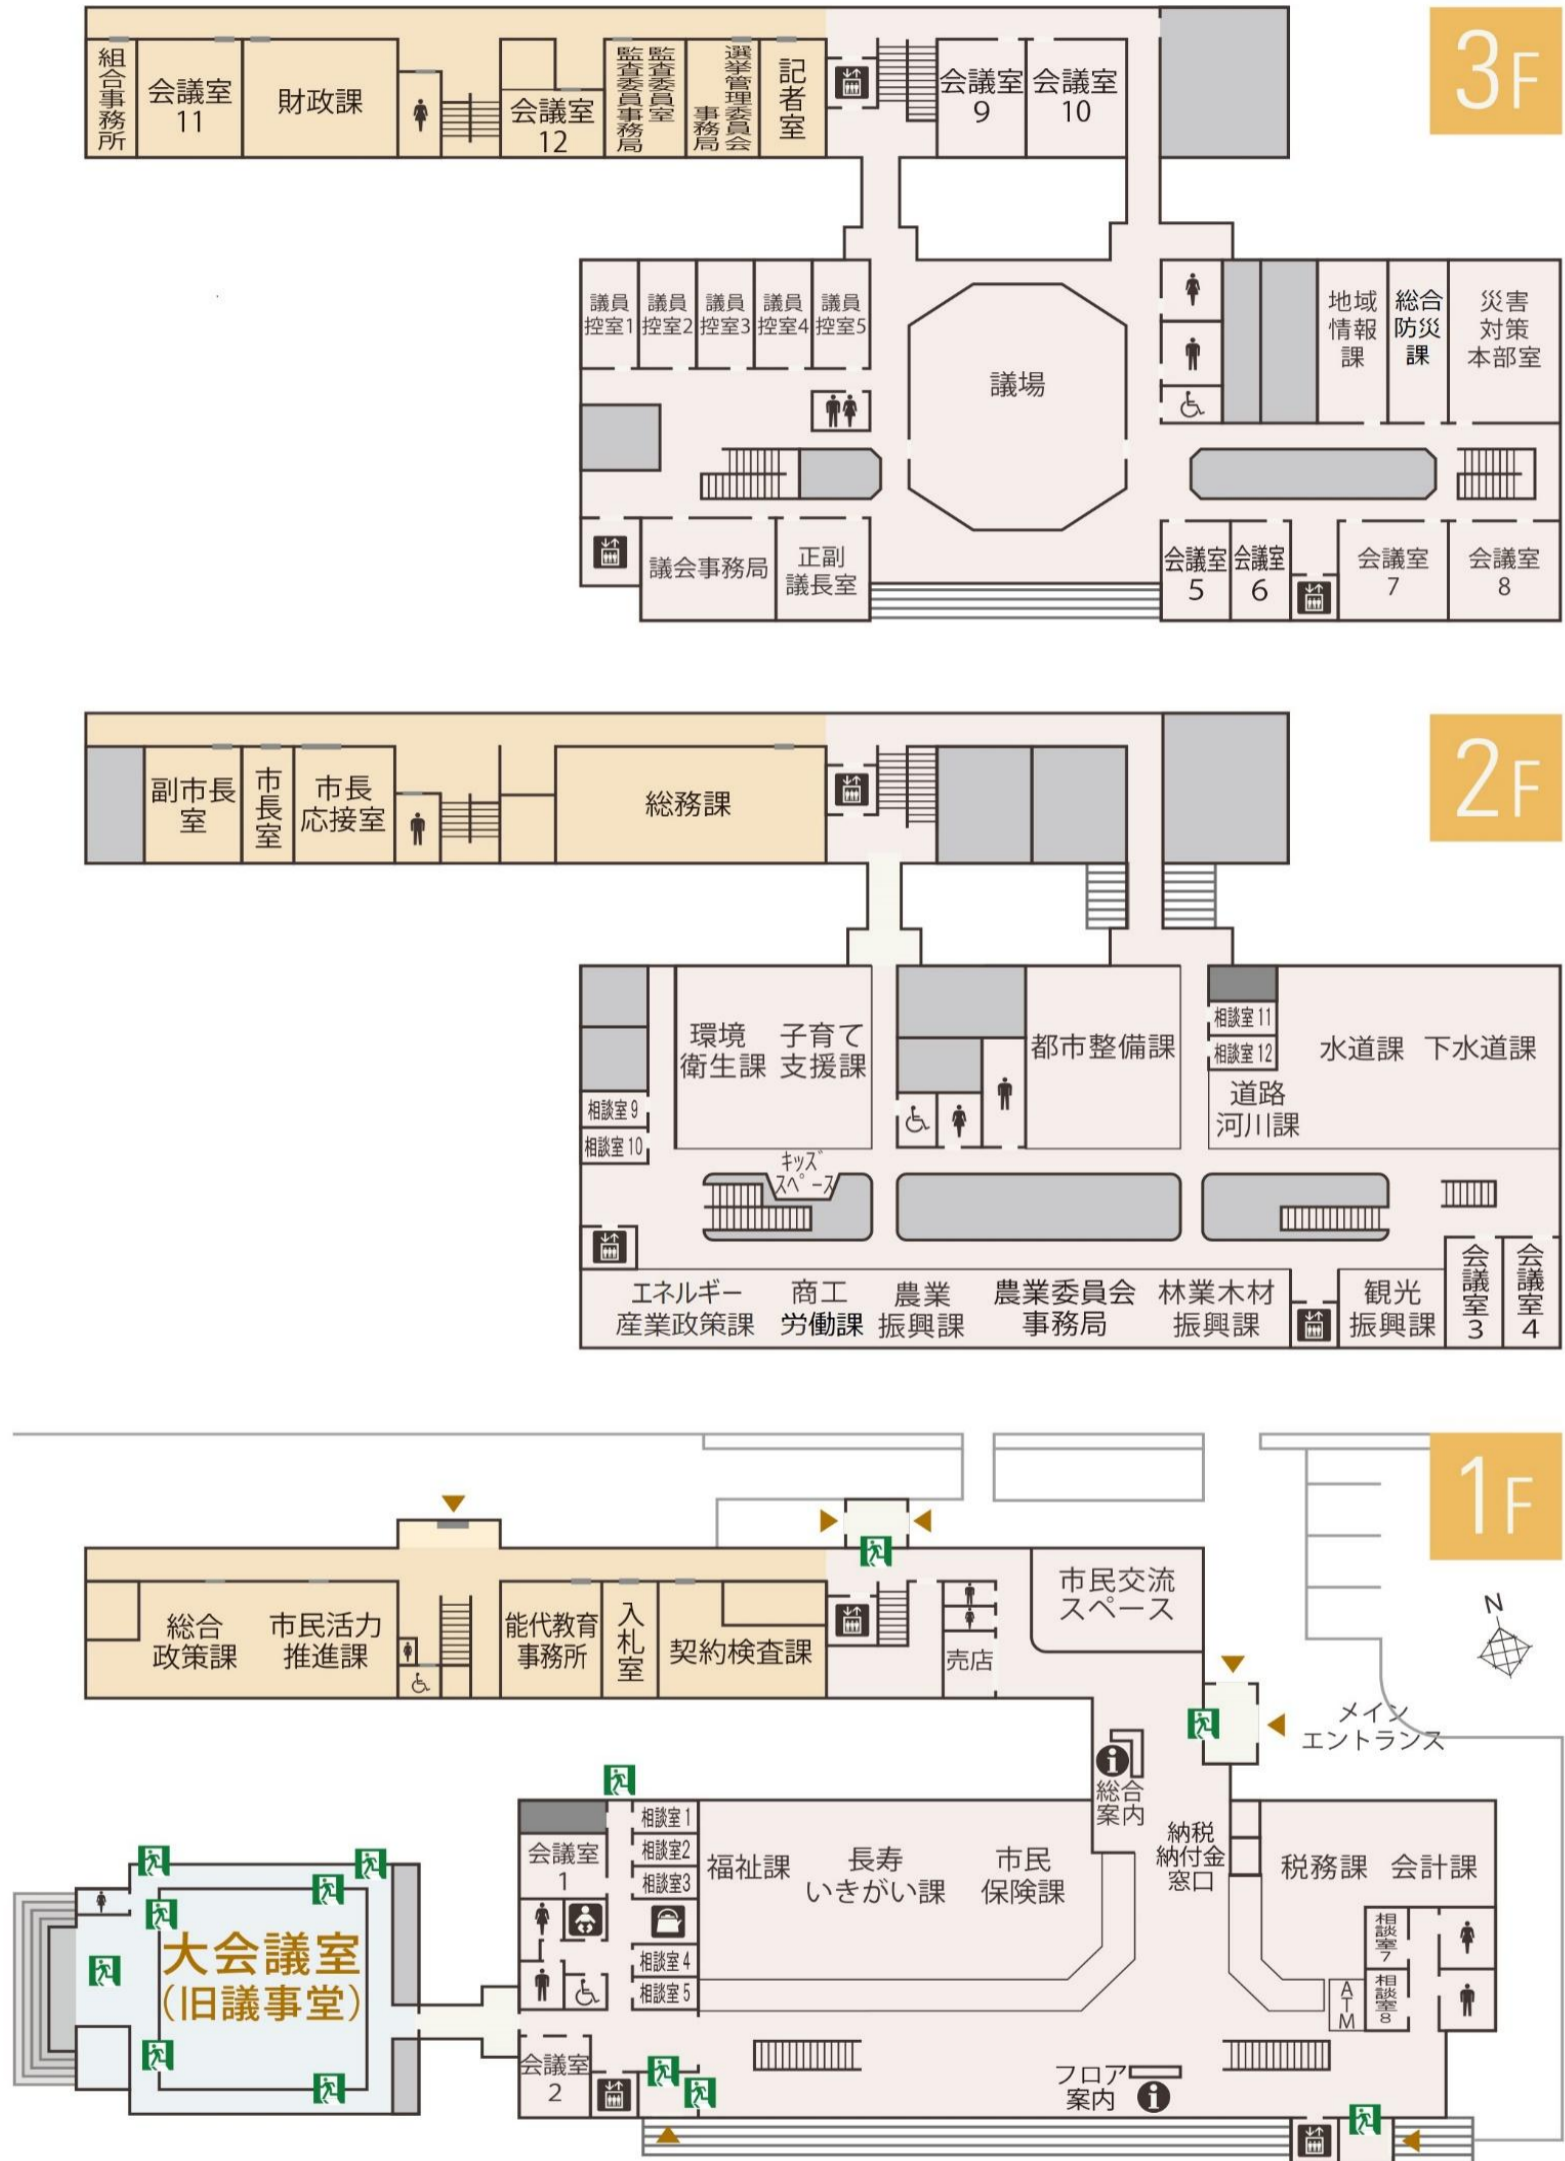 3F
組合事務所
会議室
11
財政課
会議室
12
監査委員室
監査委員事務局
選挙管理委員会
事務局
記者室
会議室
9
会議室
10
議員
控室1
議員
控室2
議員
控室3
議員
控室4
議員
控室5
議場
地域
情報
課
総合
防災
課
災害
対策
本部室
議会事務局
正副
議長室
会議室
5
会議室
6
会議室
7
会議室
8
2F
副市長
室
市長室
市長
応接室
総務課
環境
衛生課
子育て
支援課
都市整備課
相談室 11
相談室 12
水道課
下水道課
道路
河川課
相談室 9
相談室 10
キッズ
スペース
エネルギー
産業政策課
商工
労働課
農業
振興課
農業委員会
事務局
林業木材
振興課
観光
振興課
会議室3
会議室4
1F
総合
政策課
市民活力
推進課
能代教育
事務所
入札室
契約検査課
売店
市民交流
スペース
N
メイン
エントランス
総合
案内
納税
納付金
窓口
会議室
1
相談室 1
相談室2
相談室3
相談室 4
相談室 5
福祉課
長寿
いきがい課
市民
保険課
税務課
会計課
相談室7
相談室8
ATM
大会議室
(旧議事堂)
会議室
2
フロア
案内